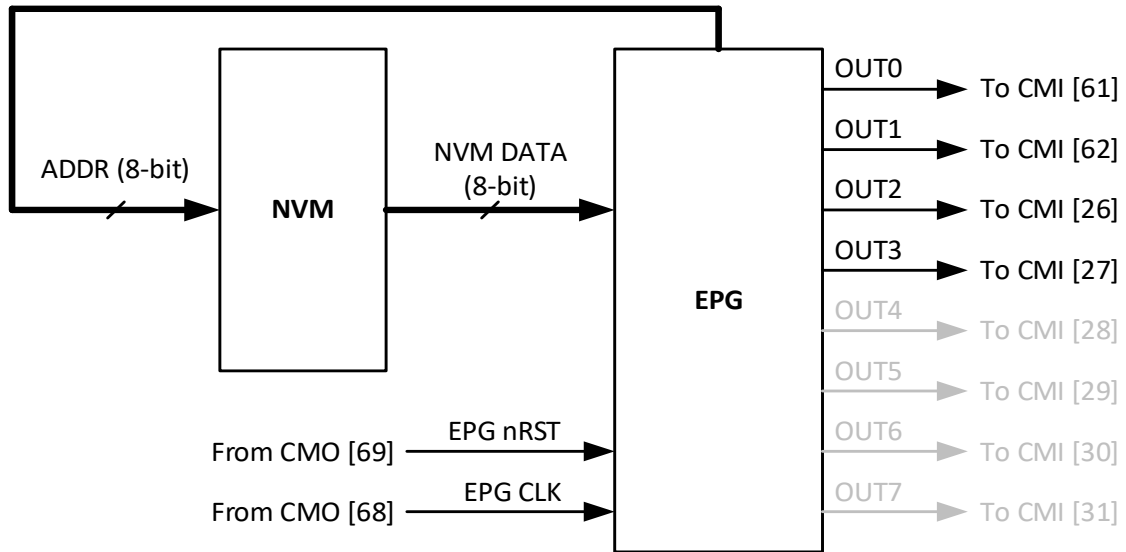 OUT0
To CMI [61]
OUT1
To CMI [62]
ADDR (8-bit)
NVM DATA
(8-bit)
NVM
OUT2
To CMI [26]
OUT3
To CMI [27]
EPG
OUT4
To CMI [28]
OUT5
To CMI [29]
From CMO [69]
EPG nRST
OUT6
To CMI [30]
From CMO [68]
EPG CLK
OUT7
To CMI [31]